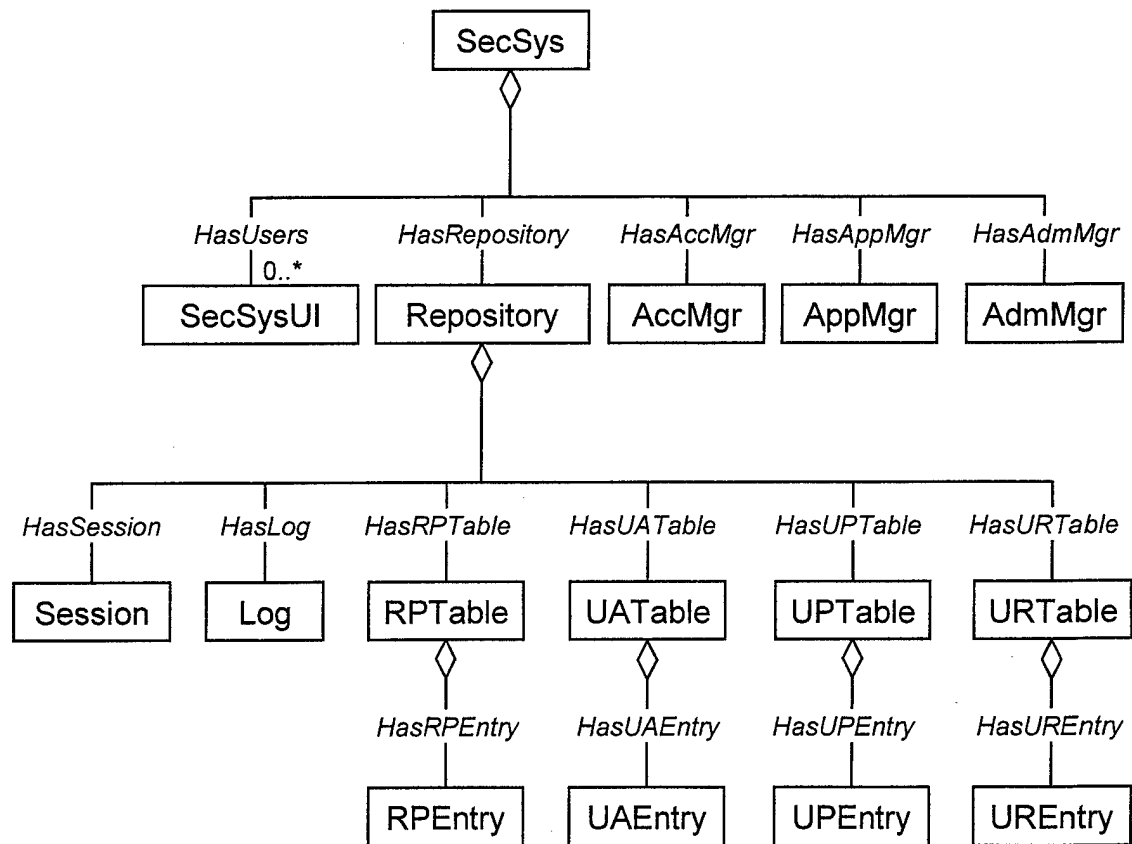 SecSys
HasUsers HasRepository HasAccMgr HasAppMgr HasAdmMgr
0..*
SecSysUI Repository AccMgr AppMgr AdmMgr
HasSession HasLog HasRPTable HasUATable HasUPTable HasURTable
Session Log RPTable UATable UPTable URTable
HasRPEntry HasUAEntry HasUPEntry HasUREntry
RPEntry UAEntry UPEntry UREntry